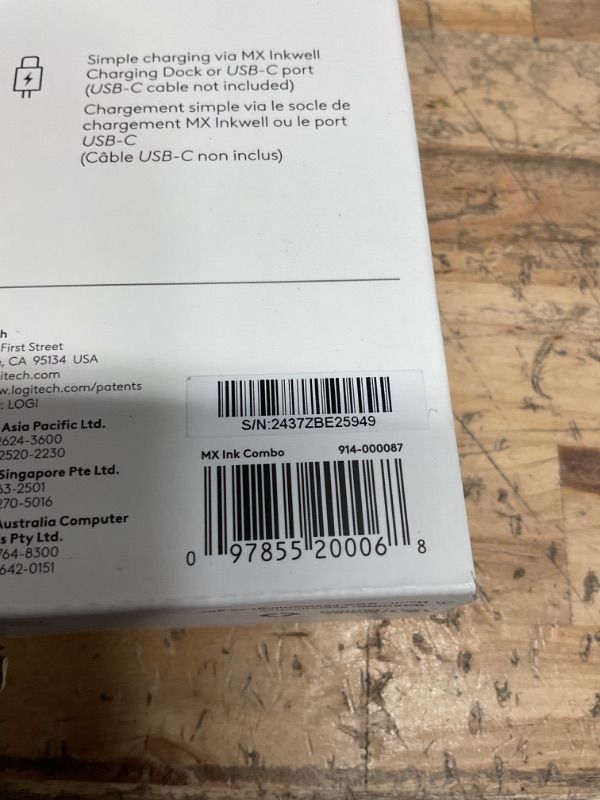 Simple charging via MX Inkwell
Charging Dock or USB-C port
(USB-C cable not included)
Chargement simple via le socle de
chargement MX Inkwell ou le port
USB-C
(Câble USB-C non inclus)
h
First Street
, CA 95134 USA
itech.com
w.logitech.com/patents
: LOGI
Asia Pacific Ltd.
2624-3600
2520-2230
Singapore Pte Ltd.
63-2501
270-5016
Australia Computer
s Pty Ltd.
764-8300
642-0151
S/N:2437ZBE25949
MX Ink Combo 914-000087
0 97855 20006 8